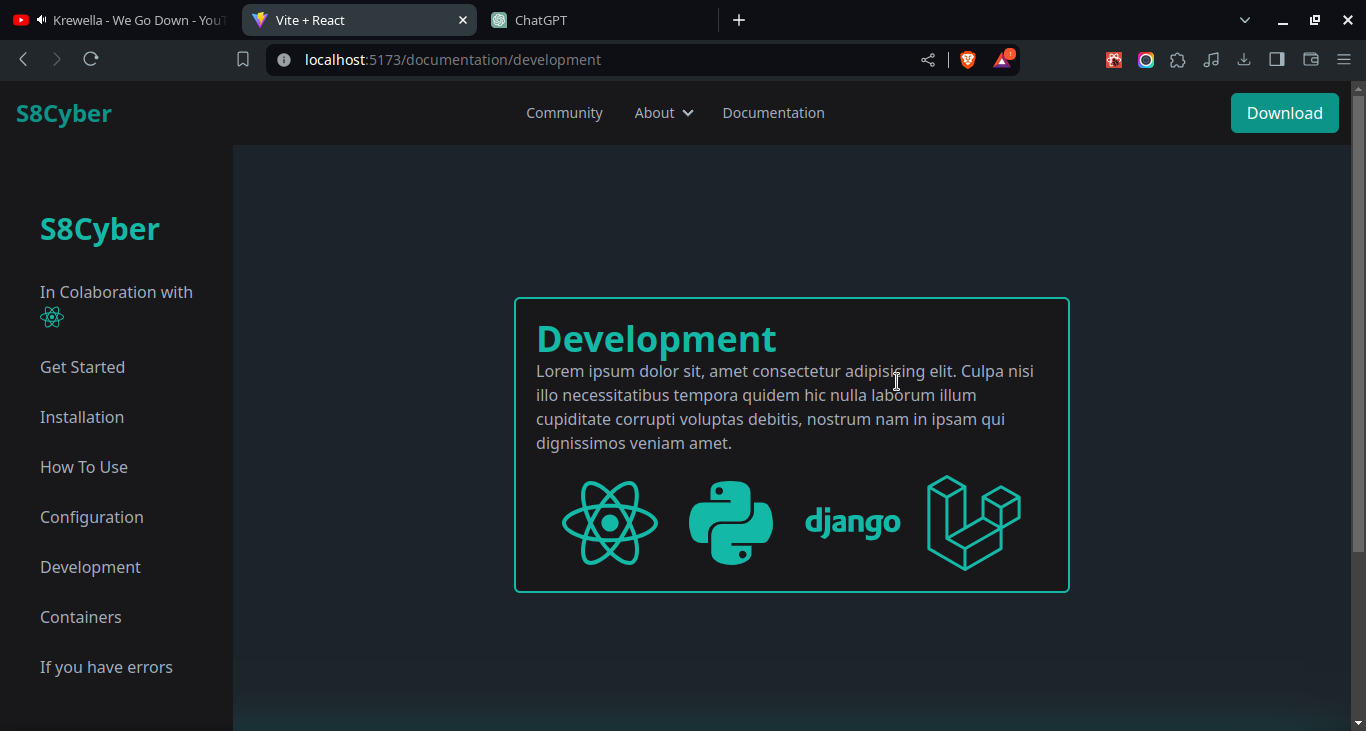 Krewella - We Go Down - YouT
Vite + React
ChatGPT
localhost:5173/documentation/development
S8Cyber
Community
About
Documentation
Download
S8Cyber
In Colaboration with
Get Started
Installation
How To Use
Configuration
Development
Containers
If you have errors
Development
Lorem ipsum dolor sit, amet consectetur adipisicing elit. Culpa nisi
illo necessitatibus tempora quidem hic nulla laborum illum
cupiditate corrupti voluptas debitis, nostrum nam in ipsam qui
dignissimos veniam amet.
django